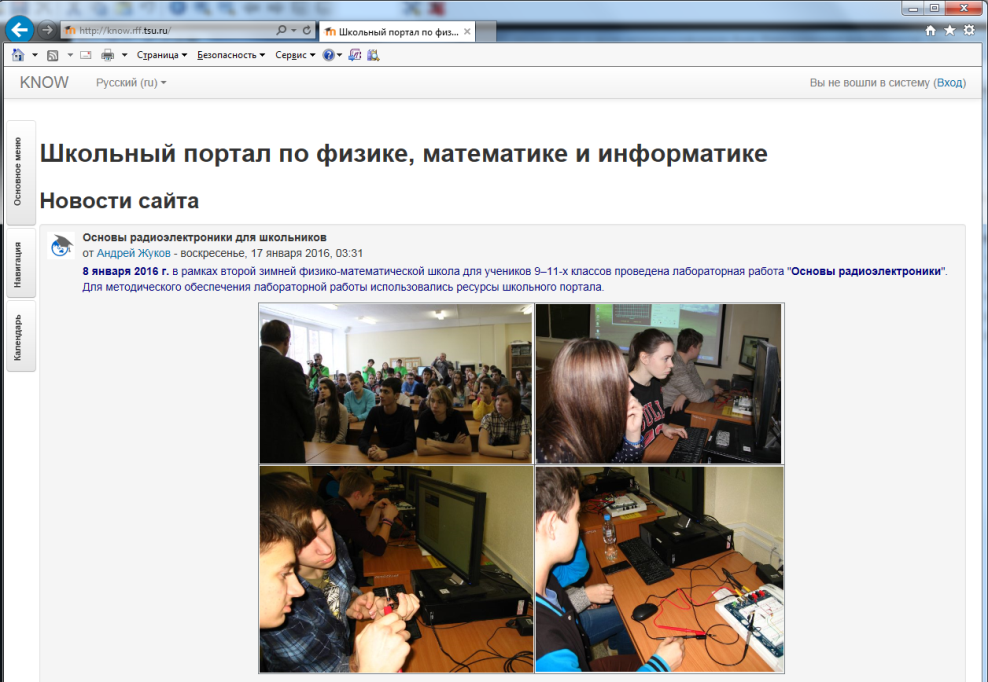 http://know.rff.tsu.ru/
Школьный портал по физ...
Страница
Безопасность
Сервис
KNOW
Русский (ru)
Вы не вошли в систему (Вход)
Основное меню
Навигация
Календарь
Школьный портал по физике, математике и информатике
Новости сайта
Основы радиоэлектроники для школьников
от Андрей Жуков - воскресенье, 17 января 2016, 03:31
8 января 2016 г. в рамках второй зимней физико-математической школа для учеников 9–11-х классов проведена лабораторная работа "Основы радиоэлектроники".
Для методического обеспечения лабораторной работы использовались ресурсы школьного портала.